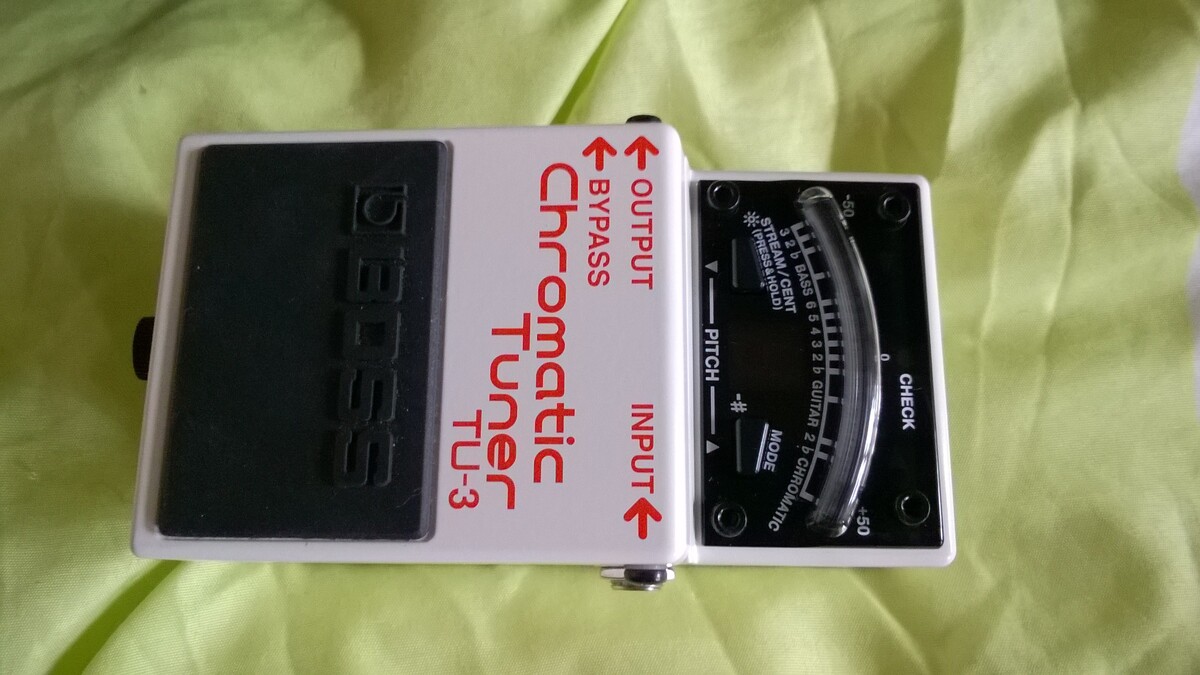 CHECK
-50 0 +50
3 2 b BASS 6 5 4 3 2 b GUITAR 2 b CHROMATIC
STREAM/CENT
(PRESS&HOLD)
MODE
-#
PITCH
OUTPUT
INPUT
BYPASS
Chromatic
Tuner
TU-3
BOSS